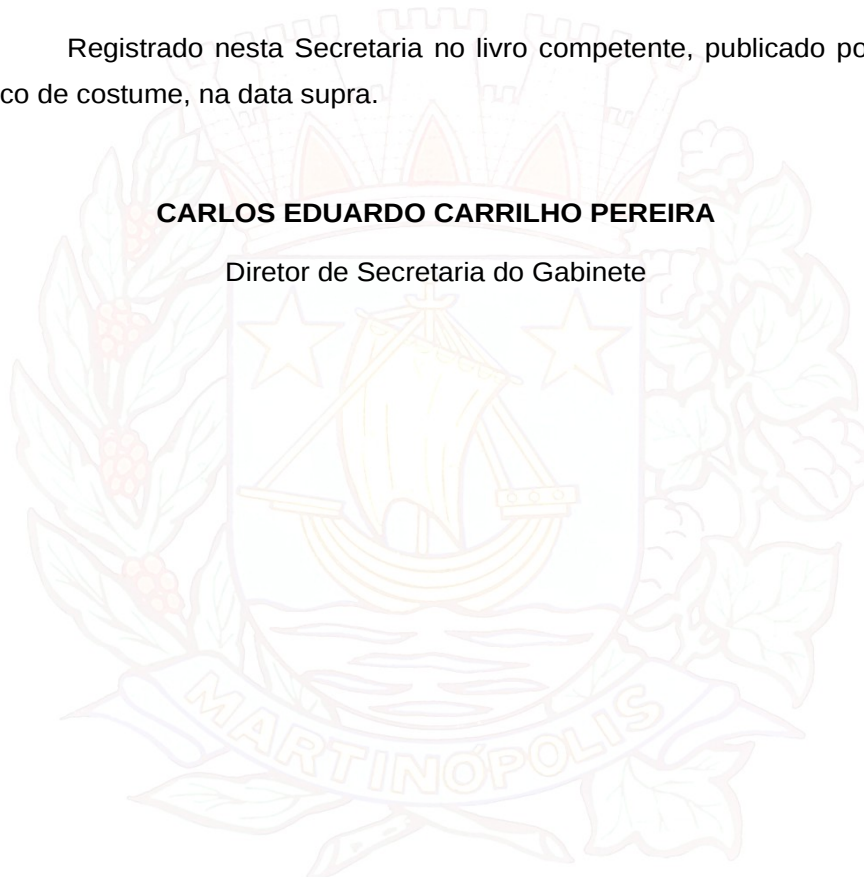 Registrado nesta Secretaria no livro competente, publicado po
co de costume, na data supra.
CARLOS EDUARDO CARRILHO PEREIRA
Diretor de Secretaria do Gabinete
MARTINÓPOLIS